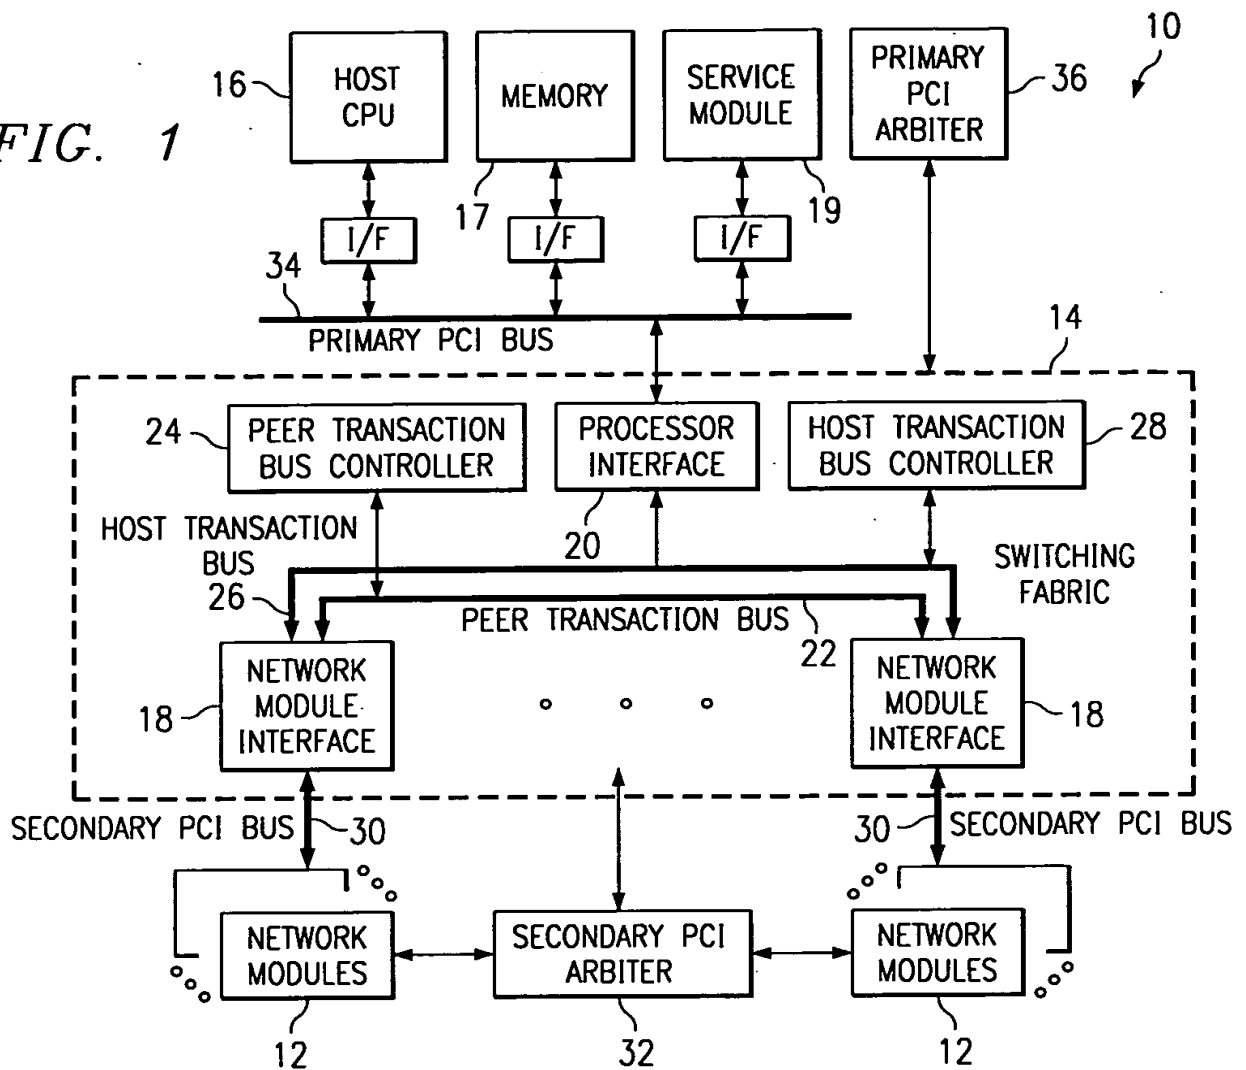 FIG. 1
10
16
HOST
CPU
MEMORY
17
SERVICE
MODULE
19
PRIMARY
PCI
ARBITER
36
I/F
I/F
I/F
34
PRIMARY PCI BUS
14
24
PEER TRANSACTION
BUS CONTROLLER
PROCESSOR
INTERFACE
20
HOST TRANSACTION
BUS CONTROLLER
28
HOST TRANSACTION
BUS
26
SWITCHING
FABRIC
PEER TRANSACTION BUS
22
18
NETWORK
MODULE
INTERFACE
NETWORK
MODULE
INTERFACE
18
SECONDARY PCI BUS
30
30
SECONDARY PCI BUS
NETWORK
MODULES
12
SECONDARY PCI
ARBITER
32
NETWORK
MODULES
12